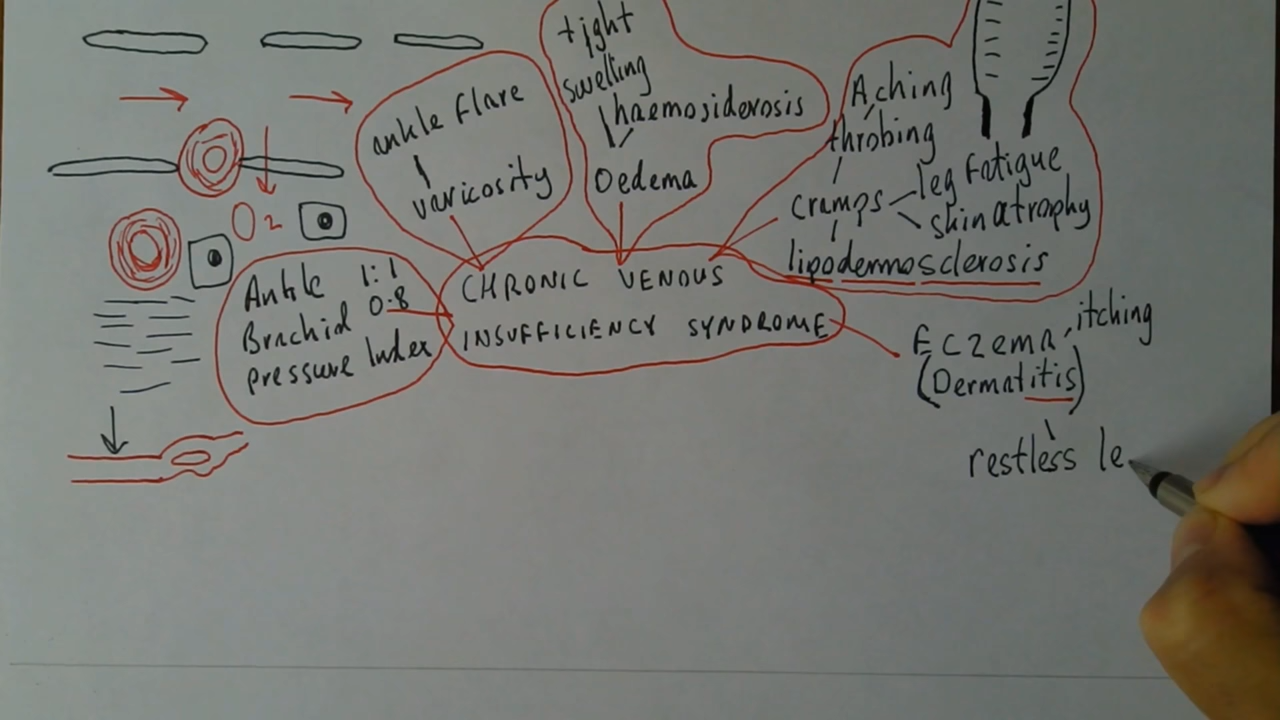 tight
swelling
haemosiderosis
Oedema
ankle flare
varicosity
Aching
throbing
cramps
leg fatigue
skin atrophy
lipodermosclerosis
O2
Ankle 1:1
Brachial 0.8
pressure Index
CHRONIC VENOUS
INSUFFICIENCY SYNDROME
Eczema, itching
(Dermatitis)
restless le